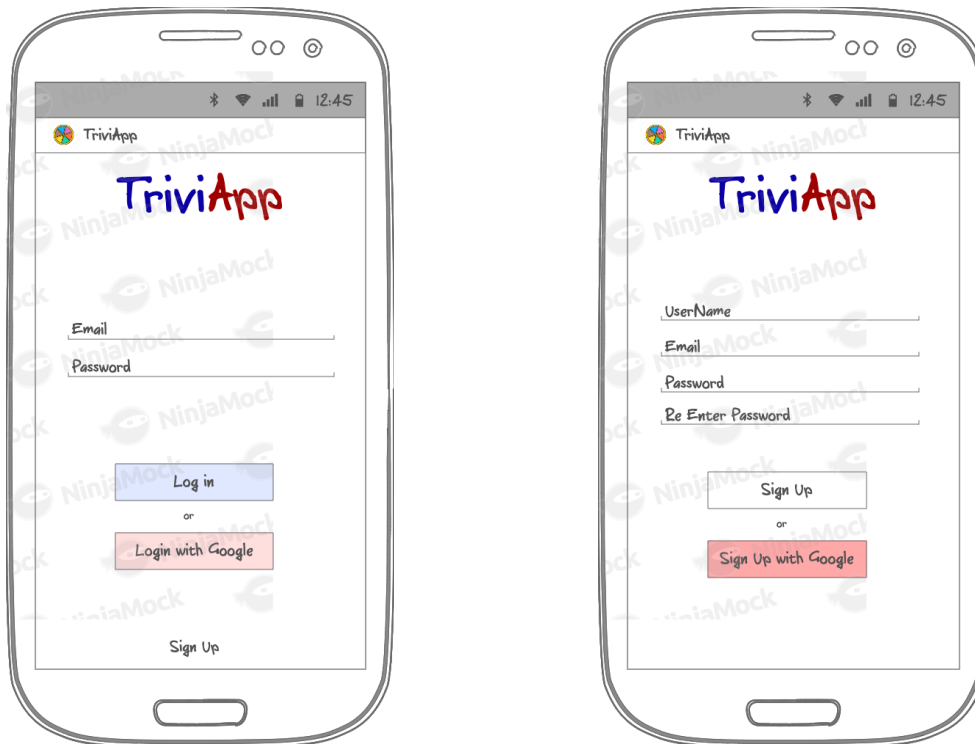 12:45
TriviApp
TriviApp
Email
Password
Log in
or
Login with Google
Sign Up
12:45
TriviApp
TriviApp
UserName
Email
Password
Re Enter Password
Sign Up
or
Sign Up with Google
NinjaMock